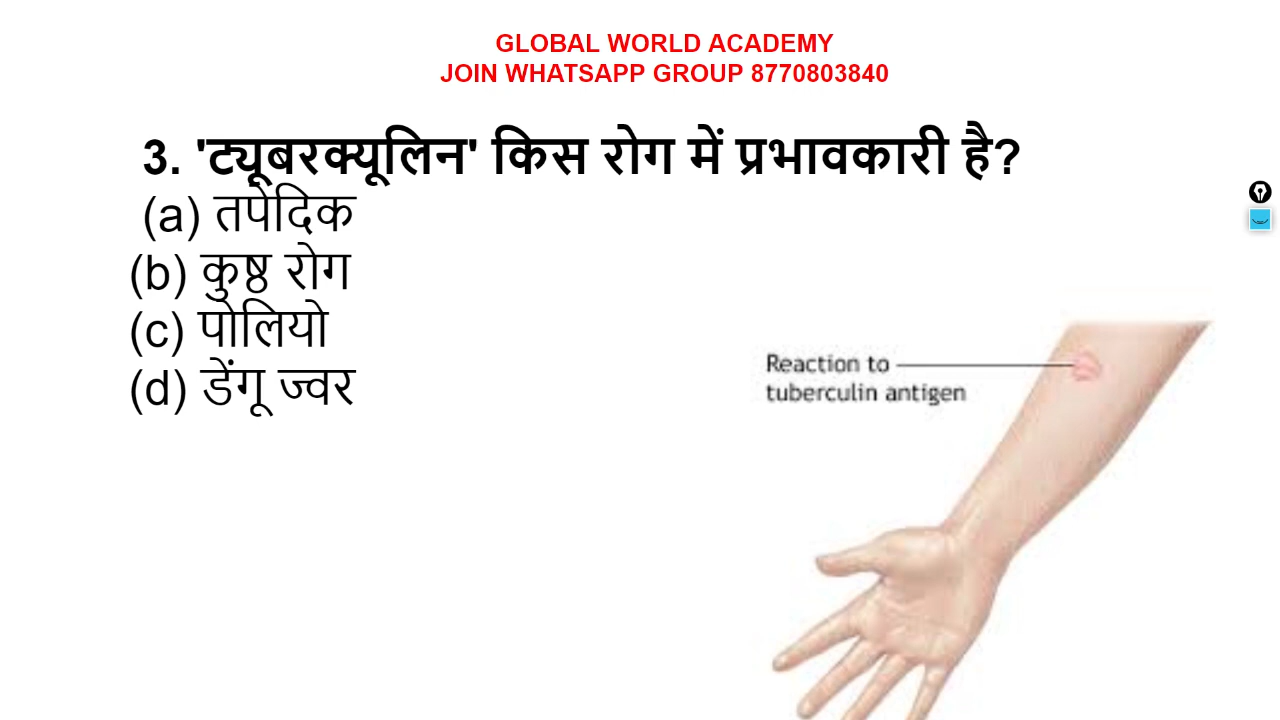 GLOBAL WORLD ACADEMY
JOIN WHATSAPP GROUP 8770803840
3. 'ट्यूबरक्यूलिन' किस रोग में प्रभावकारी है?
(a) तपेदिक
(b) कुष्ठ रोग
(c) पोलियो
(d) डेंगू ज्वर
Reaction to
tuberculin antigen